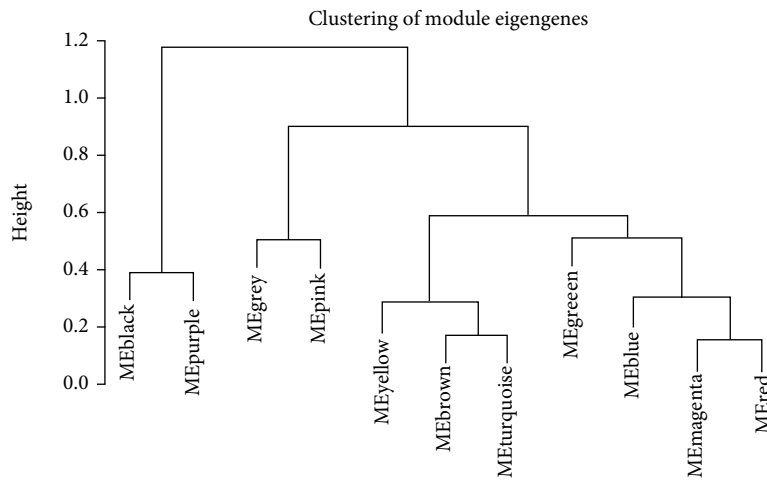 Clustering of module eigengenes
Height
1.2
1.0
0.8
0.6
0.4
0.2
0.0
MEblack
MEpurple
MEgrey
MEpink
MEyellow
MEbrown
MEturquoise
MEgreeen
MEblue
MEmagenta
MEred